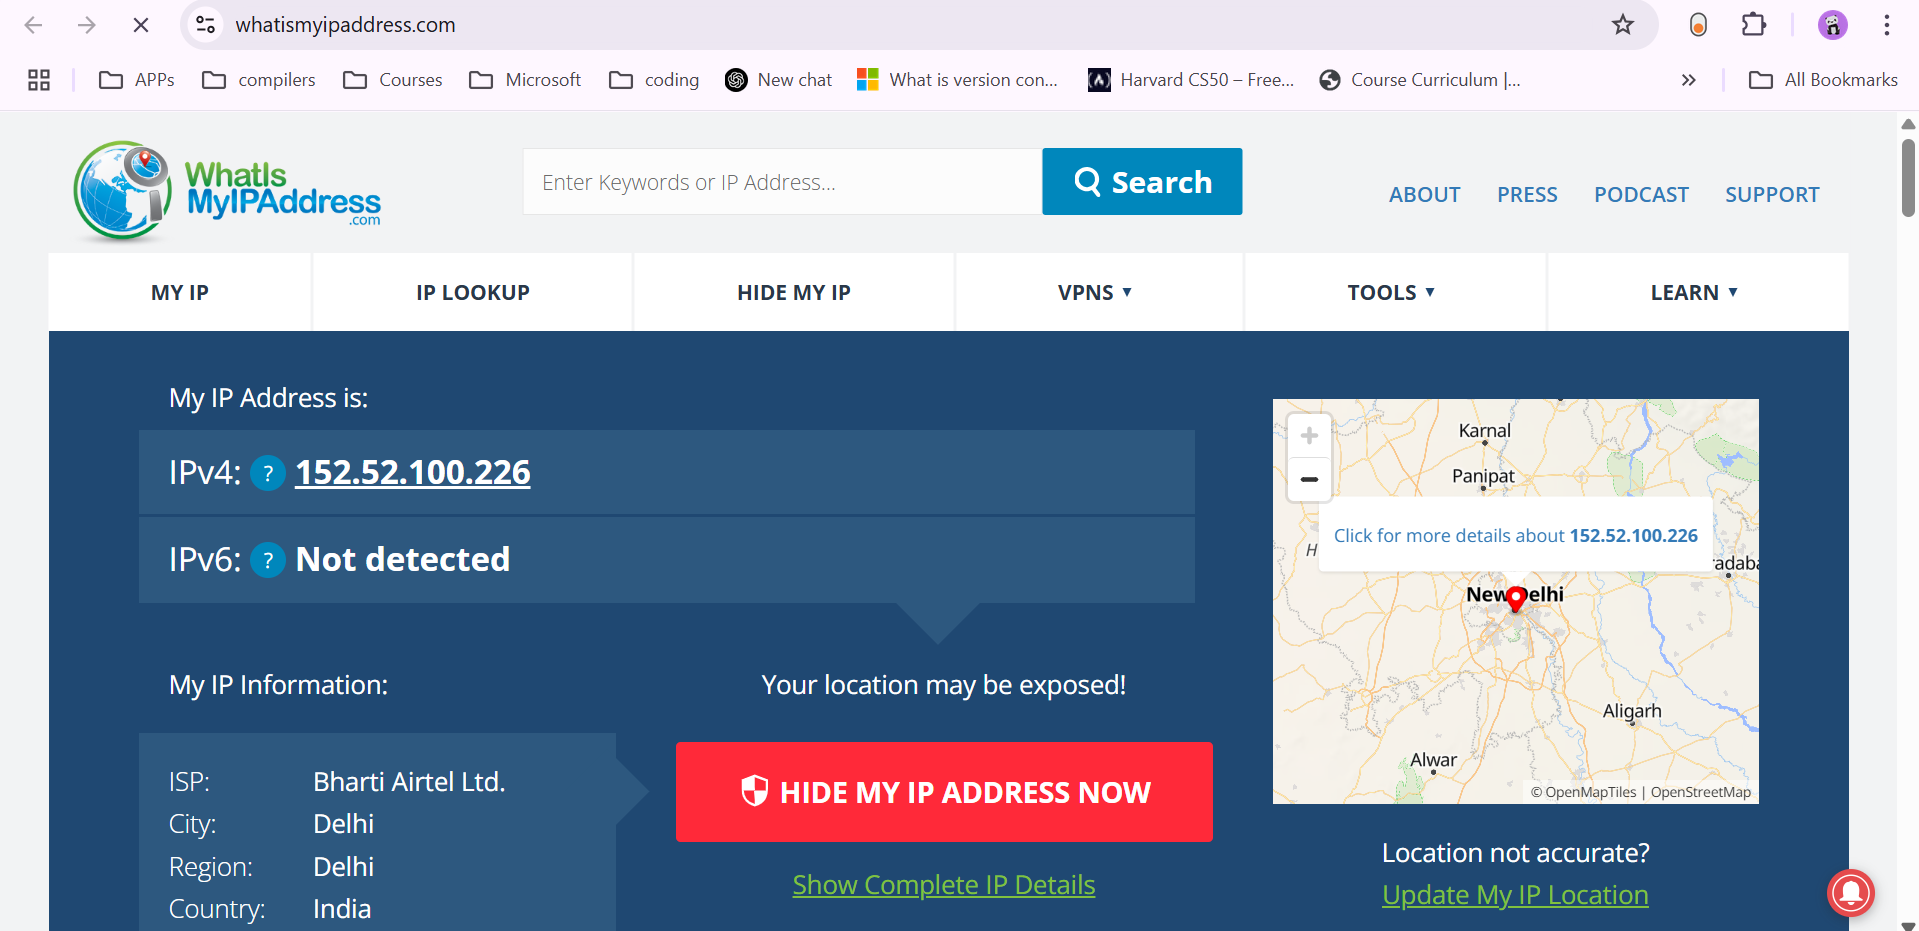 whatismyipaddress.com
APPs compilers Courses Microsoft coding New chat What is version con... Harvard CS50 – Free... Course Curriculum |... » All Bookmarks
WhatIs
MyIPAddress
.com
Enter Keywords or IP Address...
Search
ABOUT PRESS PODCAST SUPPORT
MY IP IP LOOKUP HIDE MY IP VPNS ▼ TOOLS ▼ LEARN ▼
My IP Address is:
IPv4: ? 152.52.100.226
IPv6: ? Not detected
My IP Information:
ISP: Bharti Airtel Ltd.
City: Delhi
Region: Delhi
Country: India
Your location may be exposed!
HIDE MY IP ADDRESS NOW
Show Complete IP Details
+
−
Karnal
Panipat
Click for more details about 152.52.100.226
H
adaba
New Delhi
Aligarh
Alwar
© OpenMapTiles | OpenStreetMap
Location not accurate?
Update My IP Location